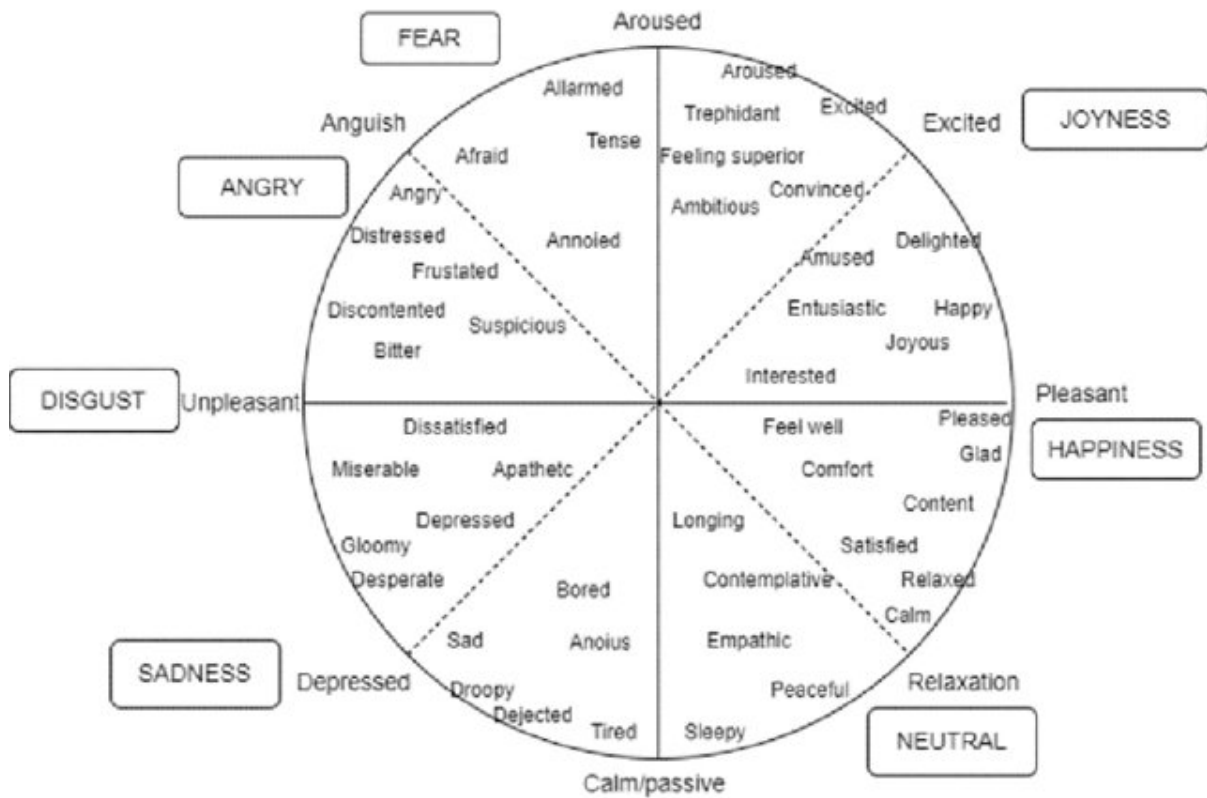 Aroused
FEAR
Aroused
Allarmed
Excited
Trephidant
Anguish
Excited
JOYNESS
Tense
Afraid
Feeling superior
ANGRY
Angry
Convinced
Ambitious
Distressed
Annoied
Delighted
Amused
Frustated
Discontented
Entusiastic
Happy
Suspicious
Joyous
Bitter
Interested
DISGUST
Unpleasant
Pleasant
Pleased
Dissatisfied
Feel well
HAPPINESS
Glad
Miserable
Apathetc
Comfort
Content
Depressed
Longing
Gloomy
Satisfied
Desperate
Bored
Contemplative
Relaxed
Calm
Sad
Anoius
Empathic
SADNESS
Depressed
Relaxation
Droopy
Peaceful
Dejected
Tired
Sleepy
NEUTRAL
Calm/passive